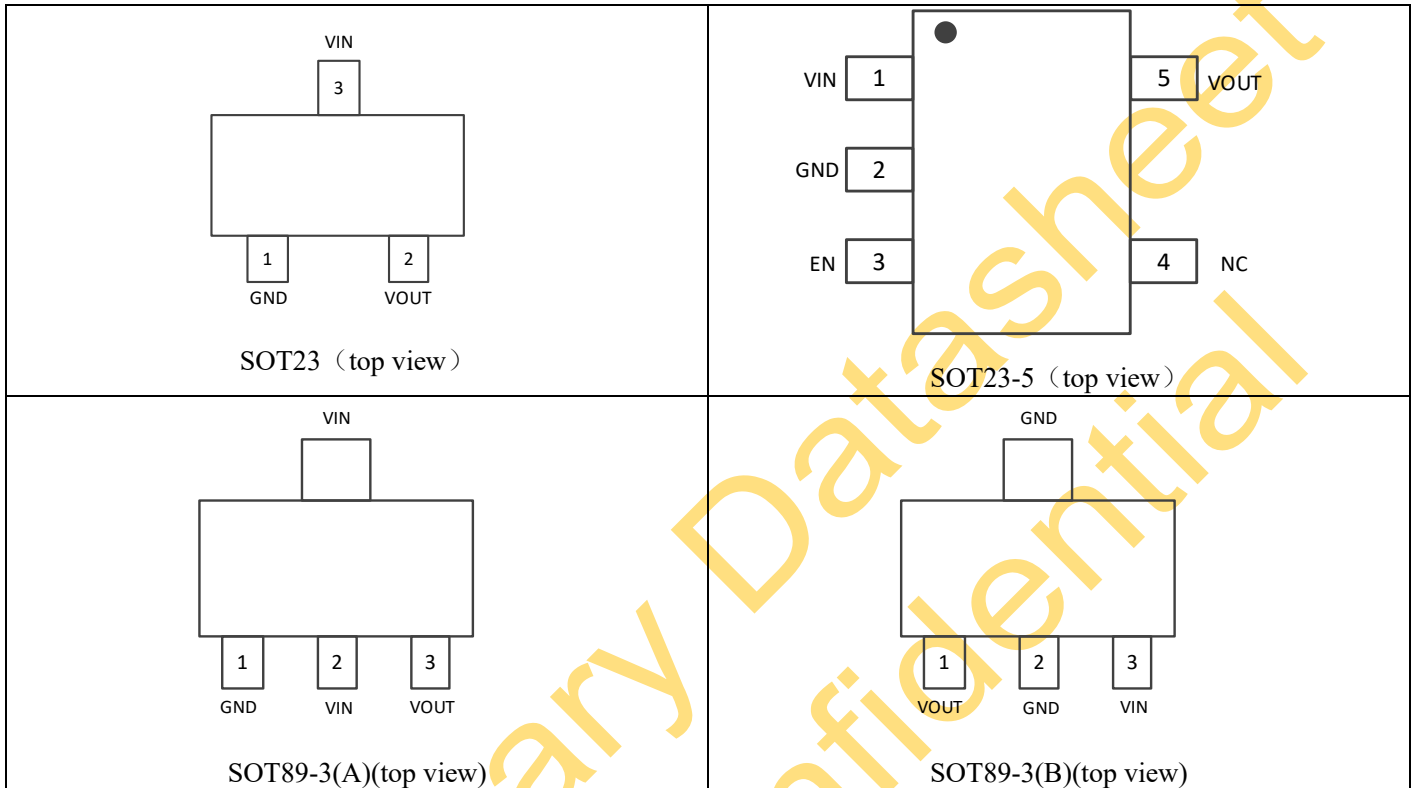 VIN
3
1
2
GND
VOUT
SOT23（top view）
VIN
1
5
VOUT
GND
2
EN
3
4
NC
SOT23-5（top view）
VIN
1
2
3
GND
VIN
VOUT
SOT89-3(A)(top view)
GND
1
2
3
VOUT
GND
VIN
SOT89-3(B)(top view)
ary Datasheet
nfidential